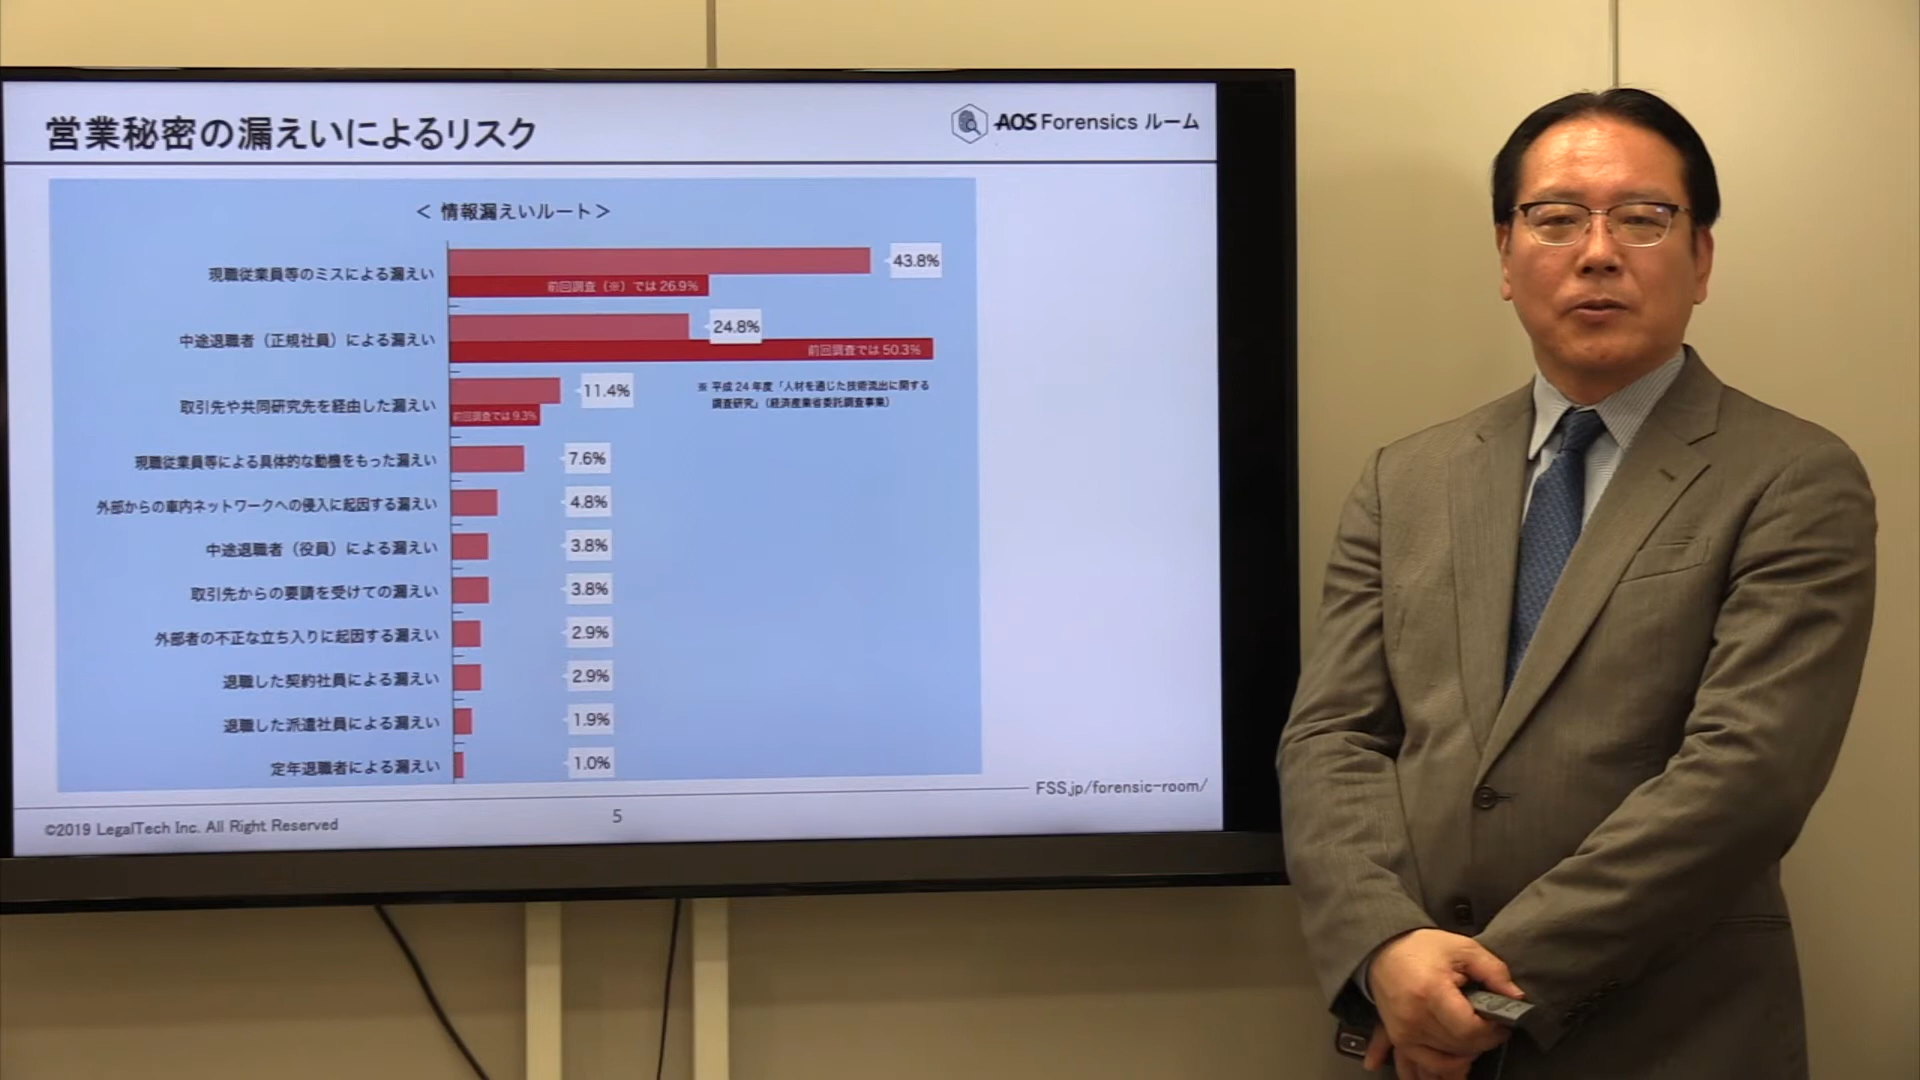 営業秘密の漏えいによるリスク
AOS Forensics ルーム
＜ 情報漏えいルート＞
現職従業員等のミスによる漏えい
43.8%
前回調査（※）では 26.9%
中途退職者（正規社員）による漏えい
24.8%
前回調査では 50.3%
取引先や共同研究先を経由した漏えい
11.4%
前回調査では 9.3%
※ 平成 24 年度「人材を通じた技術流出に関する
調査研究」（経済産業省委託調査事業）
現職従業員等による具体的な動機をもった漏えい
7.6%
外部からの車内ネットワークへの侵入に起因する漏えい
4.8%
中途退職者（役員）による漏えい
3.8%
取引先からの要請を受けての漏えい
3.8%
外部者の不正な立ち入りに起因する漏えい
2.9%
退職した契約社員による漏えい
2.9%
退職した派遣社員による漏えい
1.9%
定年退職者による漏えい
1.0%
FSS.jp/forensic-room/
©2019 LegalTech Inc. All Right Reserved
5